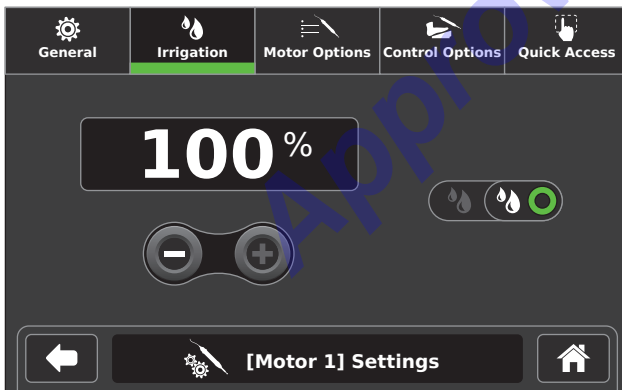 General Irrigation Motor Options Control Options Quick Access
100 %
[Motor 1] Settings